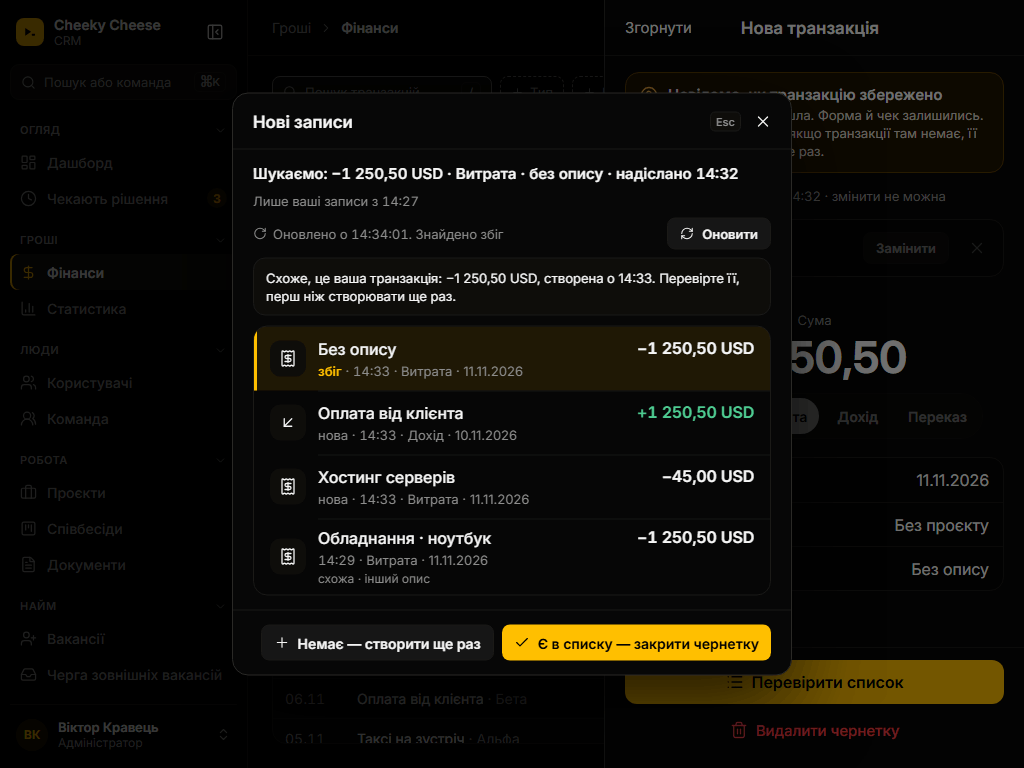 Cheeky Cheese
CRM
Пошук або команда ⌘K
ОГЛЯД
Дашборд
Чекають рішення 3
ГРОШІ
Фінанси
Статистика
ЛЮДИ
Користувачі
Команда
РОБОТА
Проєкти
Співбесіди
Документи
НАЙМ
Вакансії
Черга зовнішніх вакансій
ВК
Віктор Кравець
Адміністратор
Гроші
Фінанси
Згорнути
Нова транзакція
транзакцію збережено
Форма й чек залишились.
якщо транзакції там немає, її
раз.
змінити не можна
Замінити
Сума
50,50
Дохід
Переказ
11.11.2026
Без проєкту
Без опису
Нові записи
Esc
Шукаємо: −1 250,50 USD · Витрата · без опису · надіслано 14:32
Лише ваші записи з 14:27
Оновлено о 14:34:01. Знайдено збіг
Оновити
Схоже, це ваша транзакція: −1 250,50 USD, створена о 14:33. Перевірте її,
перш ніж створювати ще раз.
Без опису −1 250,50 USD
збіг · 14:33 · Витрата · 11.11.2026
Оплата від клієнта +1 250,50 USD
нова · 14:33 · Дохід · 10.11.2026
Хостинг серверів −45,00 USD
нова · 14:33 · Витрата · 11.11.2026
Обладнання · ноутбук −1 250,50 USD
14:29 · Витрата · 11.11.2026
схожа · інший опис
Немає — створити ще раз
Є в списку — закрити чернетку
06.11 Оплата від клієнта · Бета
05.11 Таксі на зустріч · Альфа
Перевірити список
Видалити чернетку